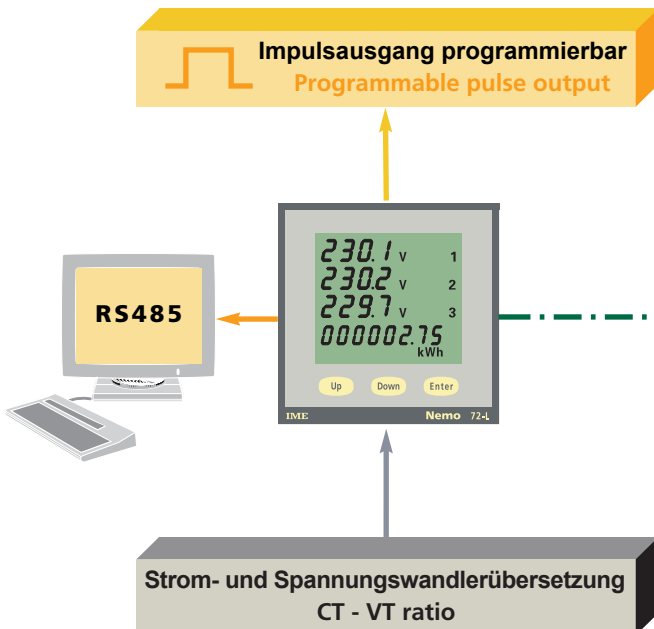 Impulsausgang programmierbar
Programmable pulse output
RS485
230.1 V 1
230.2 V 2
229.7 V 3
000002.75
kWh
Up Down Enter
IME Nemo 72-L
Strom- und Spannungswandlerübersetzung
CT - VT ratio